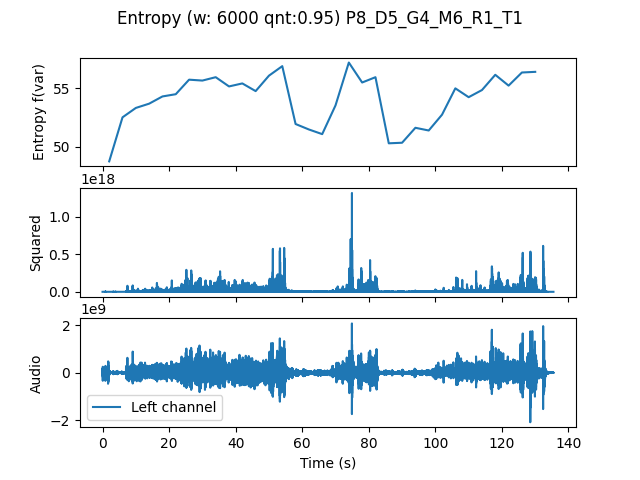 Entropy (w: 6000 qnt:0.95) P8_D5_G4_M6_R1_T1
Entropy f(var)
55
50
1e18
Squared
1.0
0.5
0.0
1e9
Audio
2
0
−2
Left channel
0 20 40 60 80 100 120 140
Time (s)